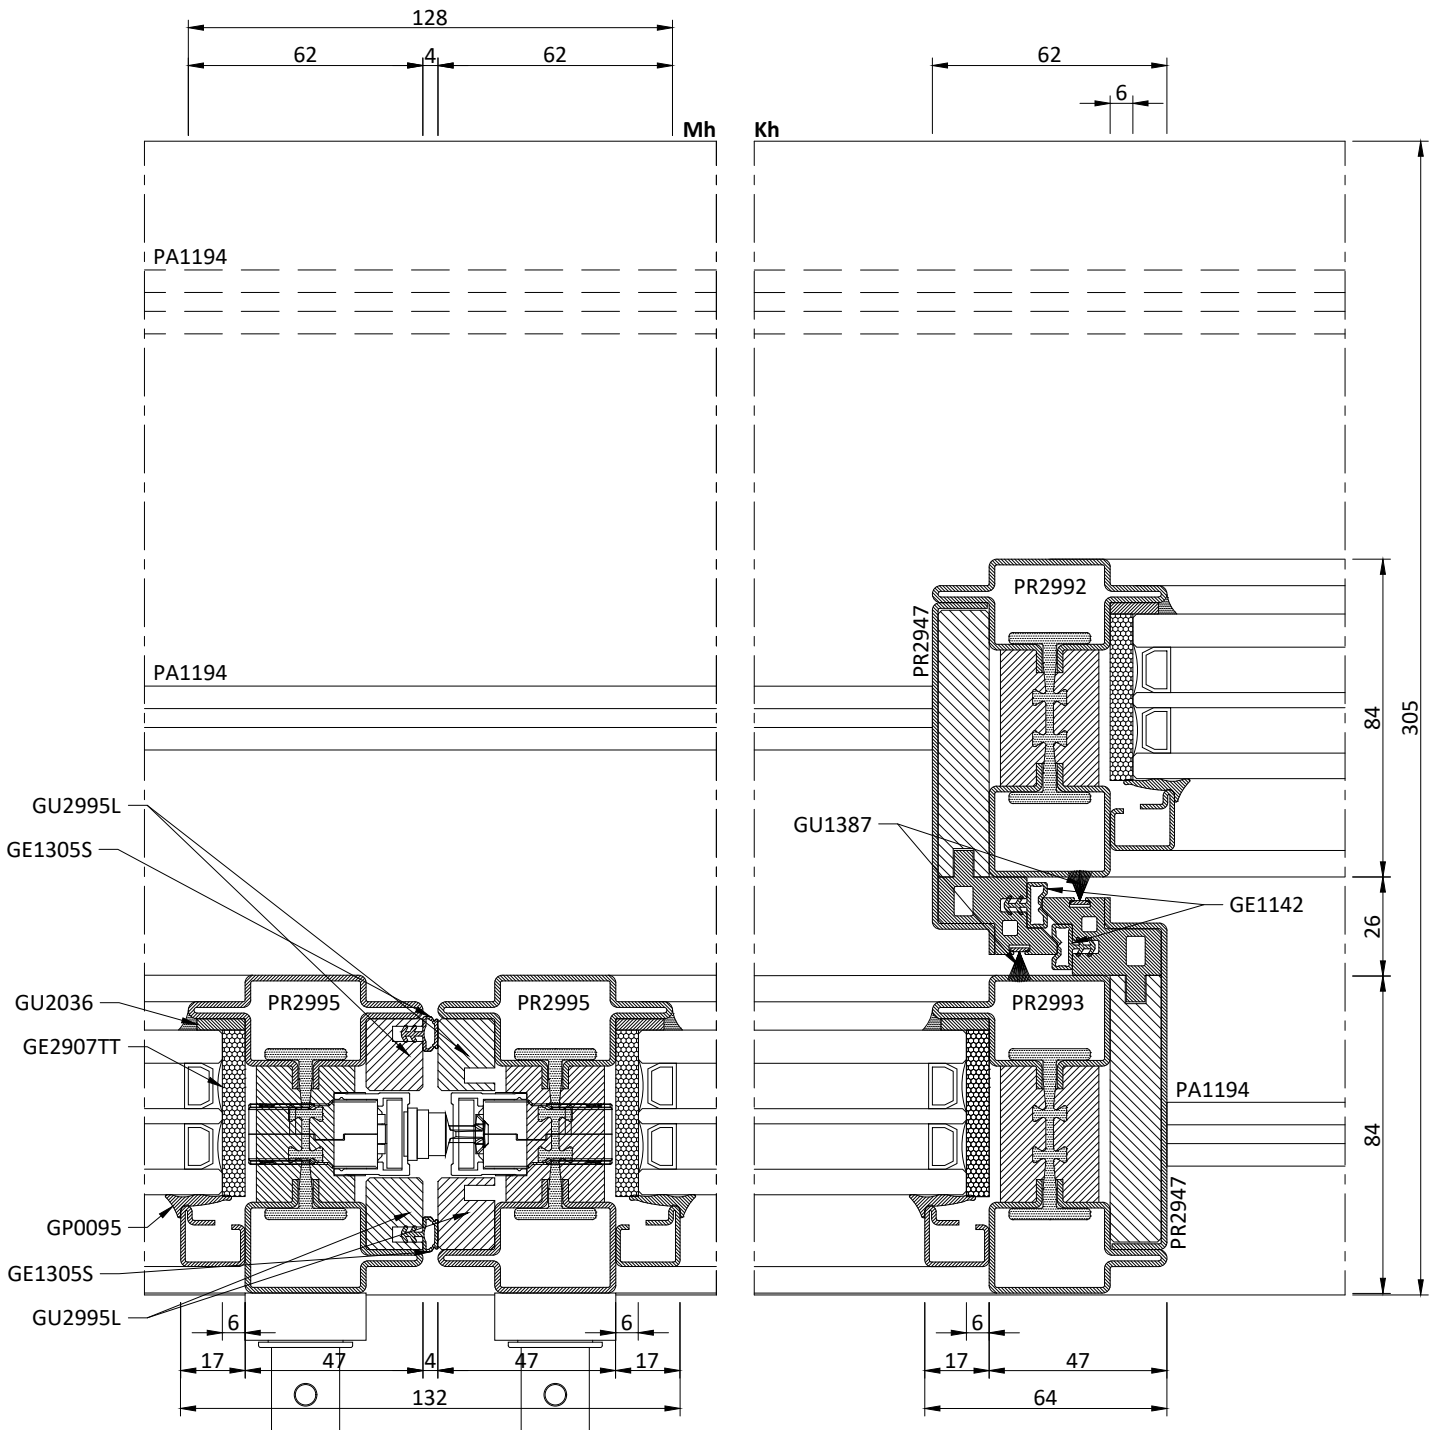 128
62 4 62
62
6
Mh Kh
PA1194
PR2992
PR2947
PA1194
84
305
GU2995L
GU1387
GE1305S
GE1142
26
PR2995 PR2995 PR2993
GU2036
GE2907TT
PA1194
84
GP0095
PR2947
GE1305S
GU2995L
6 6 6
17 47 4 47 17 17 47
132 64